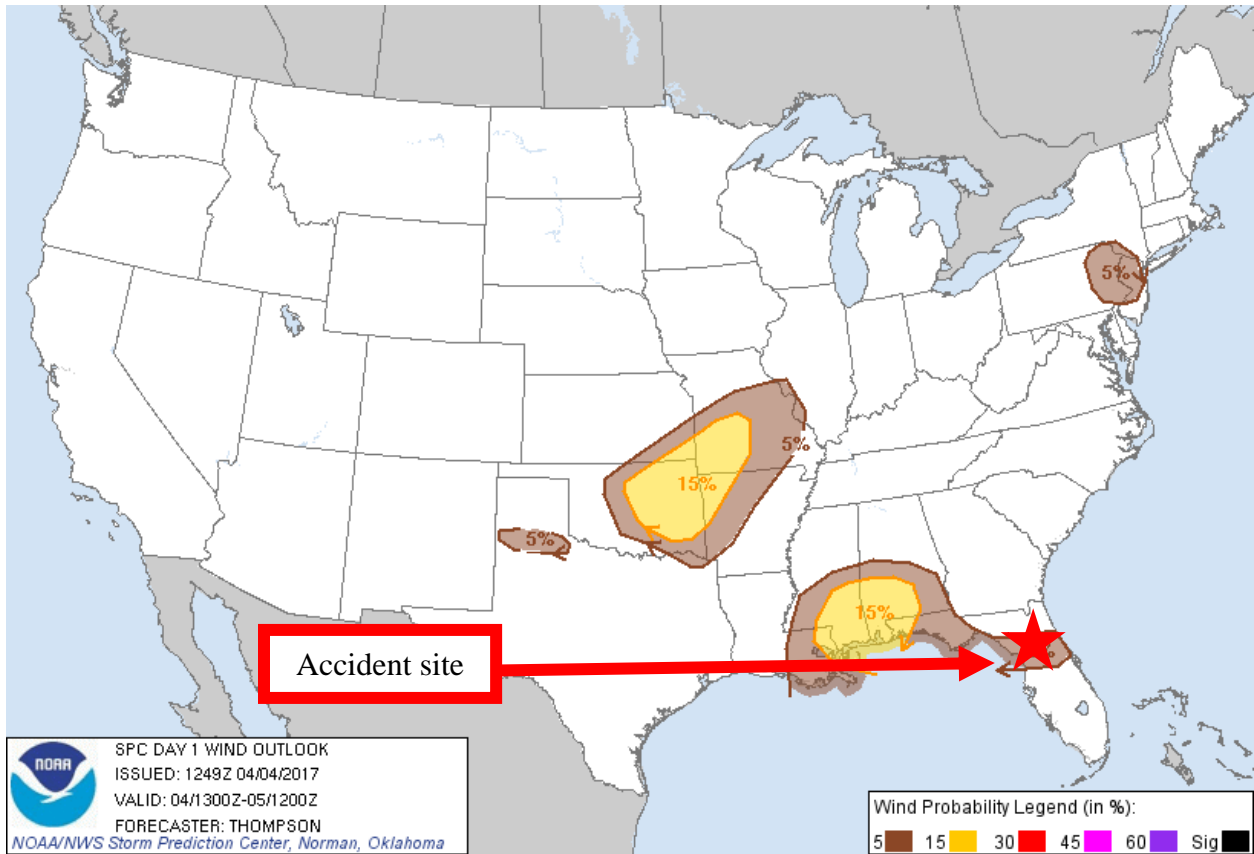 5%
5%
15%
5%
15%
Accident site
NOAA
SPC DAY 1 WIND OUTLOOK
ISSUED: 1249Z 04/04/2017
VALID: 04/1300Z-05/1200Z
FORECASTER: THOMPSON
NOAA/NWS Storm Prediction Center, Norman, Oklahoma
Wind Probability Legend (in %):
5 15 30 45 60 Sig